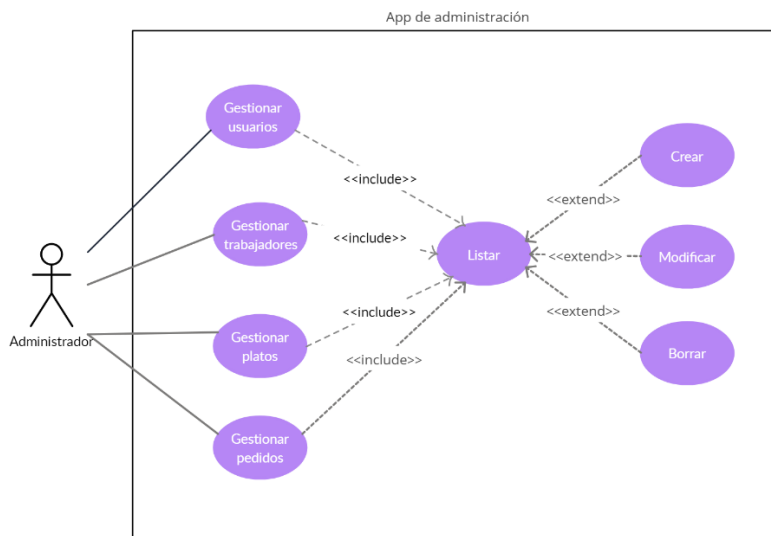 App de administración
Gestionar
usuarios
<<include>>
Crear
<<extend>>
Gestionar
trabajadores
<<include>>
Listar
<<extend>>
Modificar
Administrador
Gestionar
platos
<<include>>
<<extend>>
Borrar
<<include>>
Gestionar
pedidos